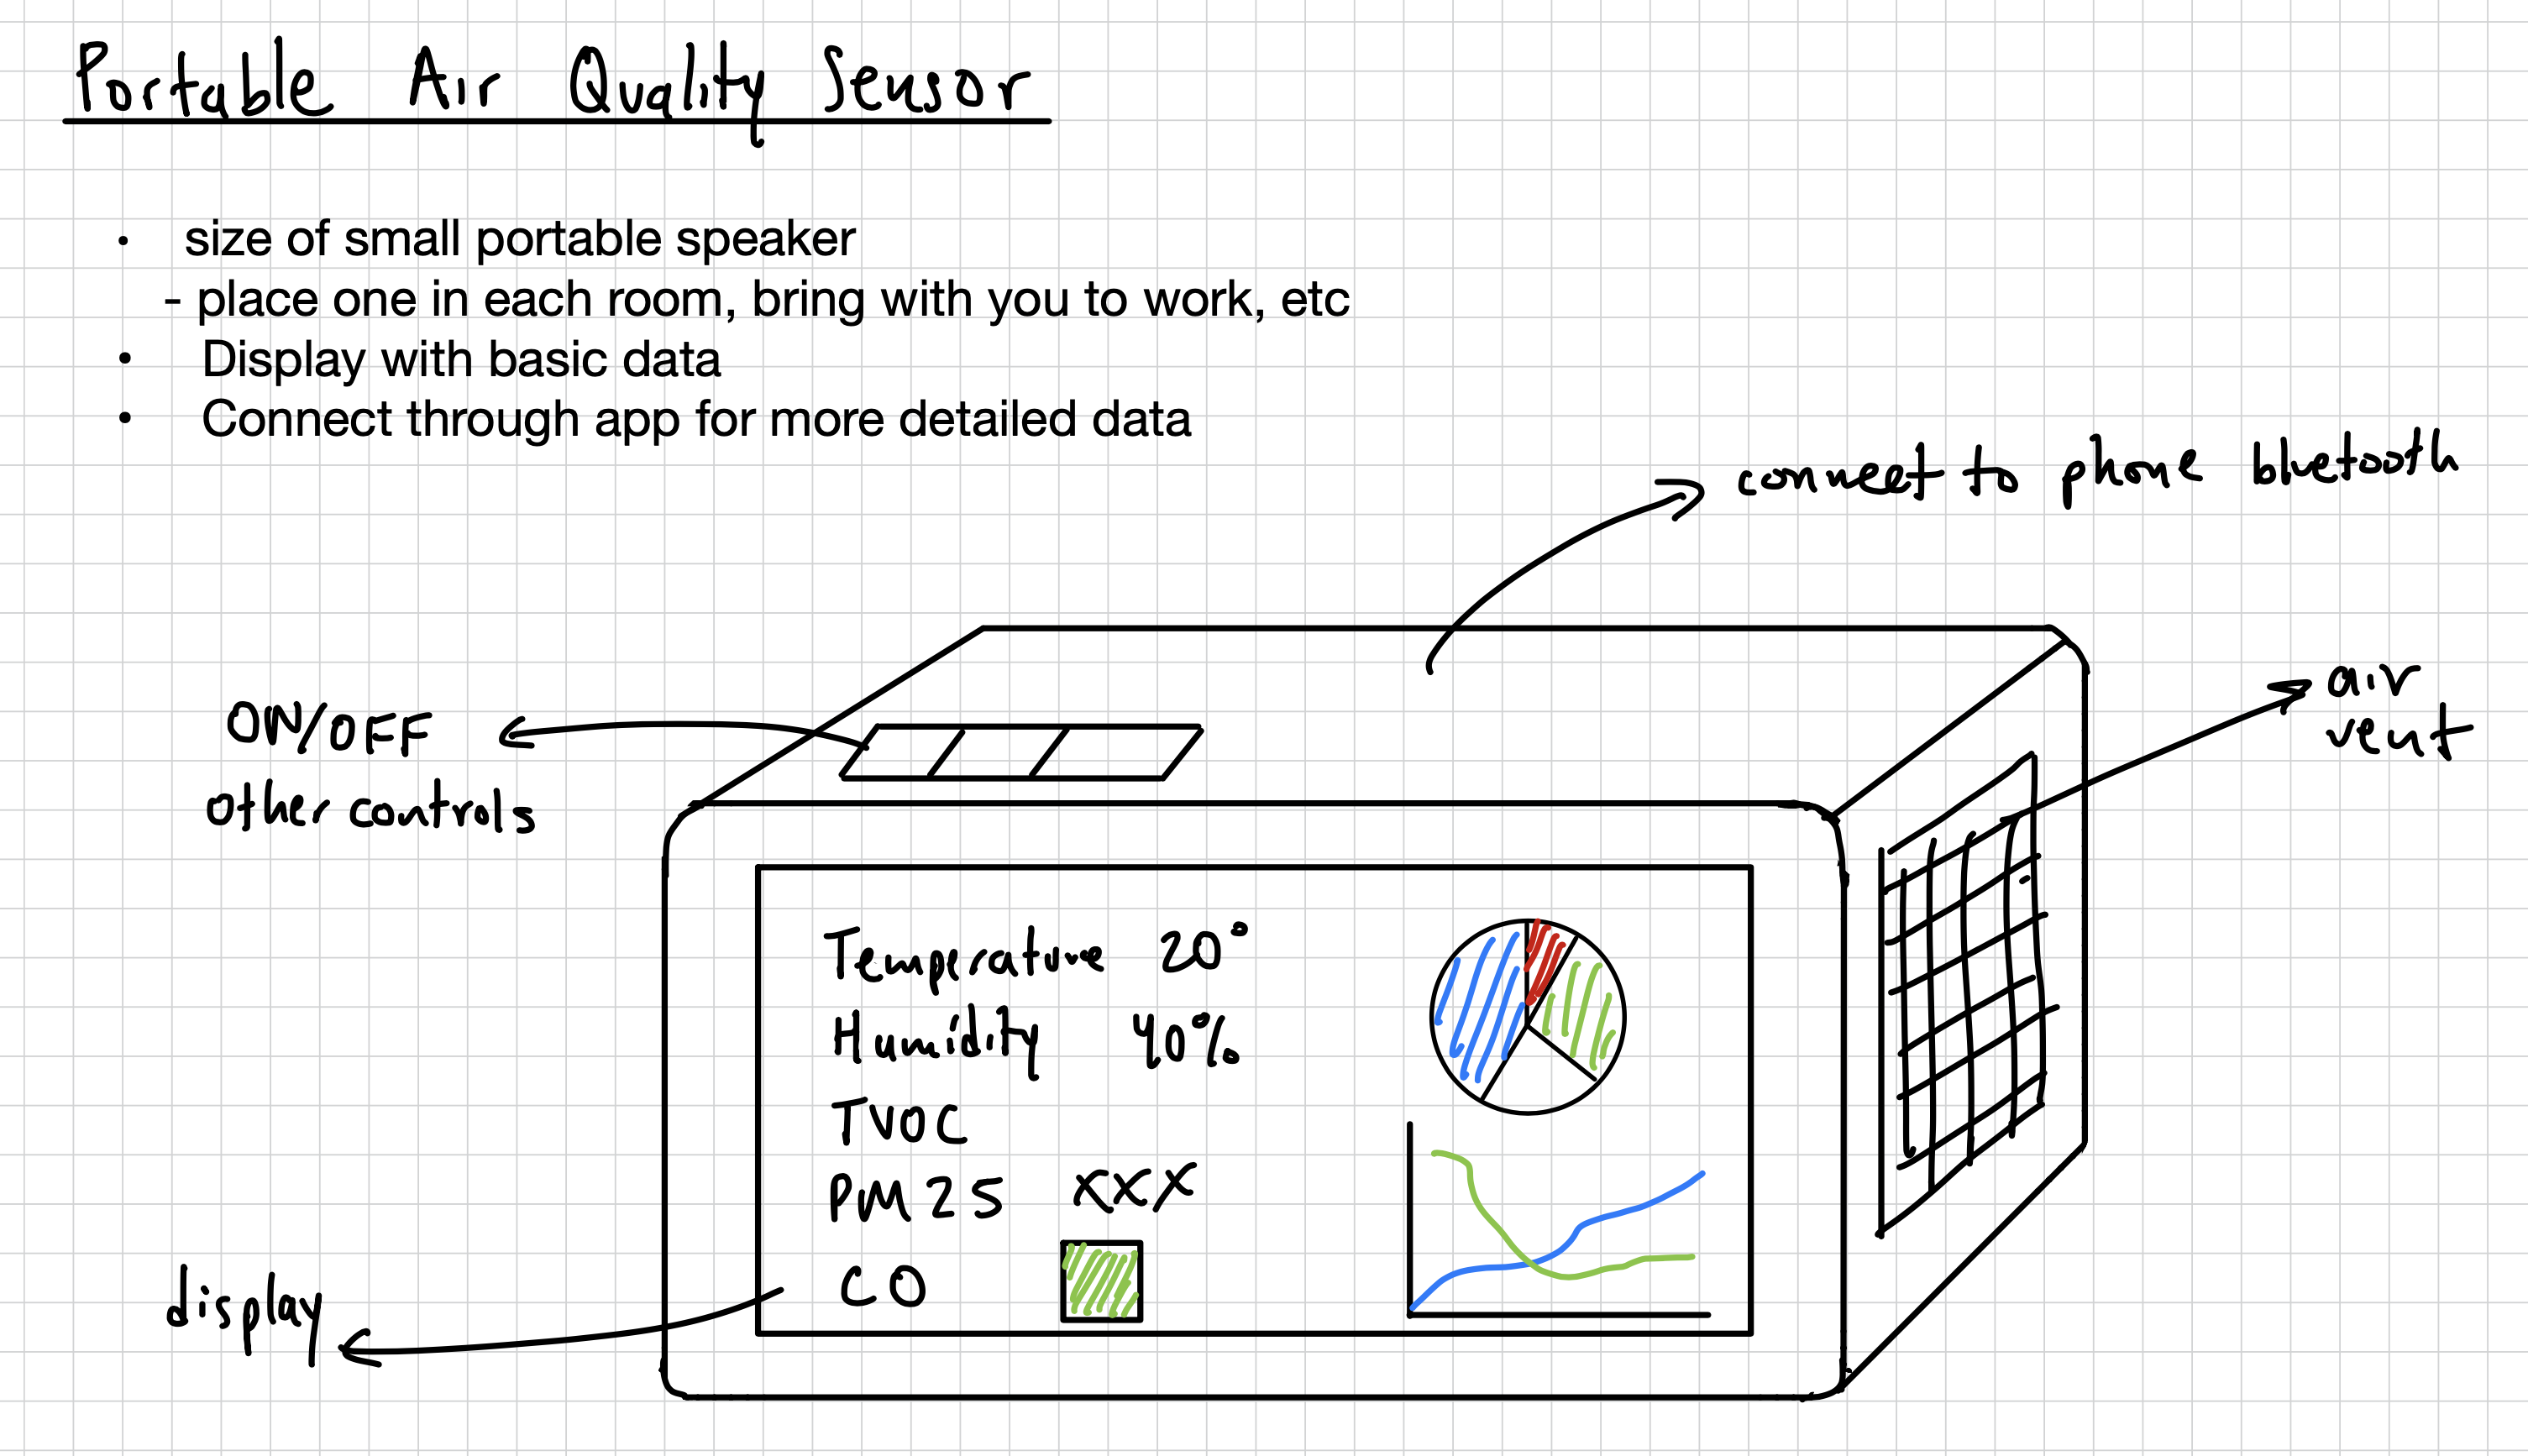 Portable Air Quality Sensor
• size of small portable speaker
- place one in each room, bring with you to work, etc
• Display with basic data
• Connect through app for more detailed data
connect to phone bluetooth
air
vent
ON/OFF
other controls
Temperature 20°
Humidity 40%
TVOC
PM 25 xxx
CO
display